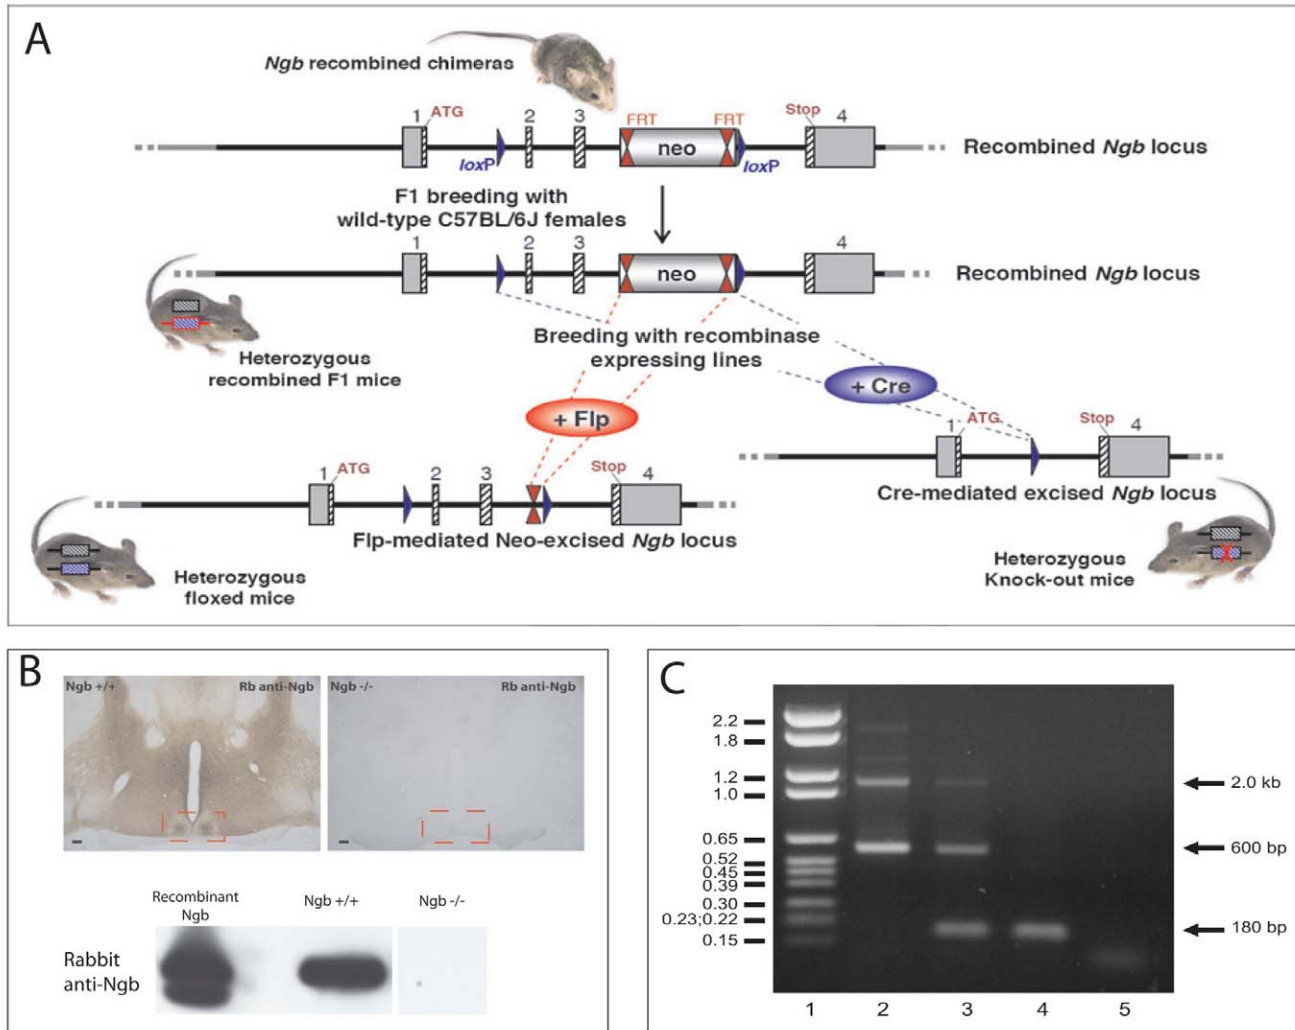 A
Ngb recombined chimeras
1
ATG
2
3
FRT
FRT
neo
Stop
4
loxP
loxP
Recombined Ngb locus
F1 breeding with
wild-type C57BL/6J females
1
2
3
neo
4
Recombined Ngb locus
Heterozygous
recombined F1 mice
Breeding with recombinase
expressing lines
+ Cre
+ Flp
1
ATG
Stop
4
Cre-mediated excised Ngb locus
1
ATG
2
3
Stop
4
Flp-mediated Neo-excised Ngb locus
Heterozygous
floxed mice
Heterozygous
Knock-out mice
B
Ngb +/+ Rb anti-Ngb
Ngb -/- Rb anti-Ngb
Recombinant
Ngb
Ngb +/+
Ngb -/-
Rabbit
anti-Ngb
C
2.2
1.8
1.2
1.0
0.65
0.52
0.45
0.39
0.30
0.23;0.22
0.15
2.0 kb
600 bp
180 bp
1 2 3 4 5